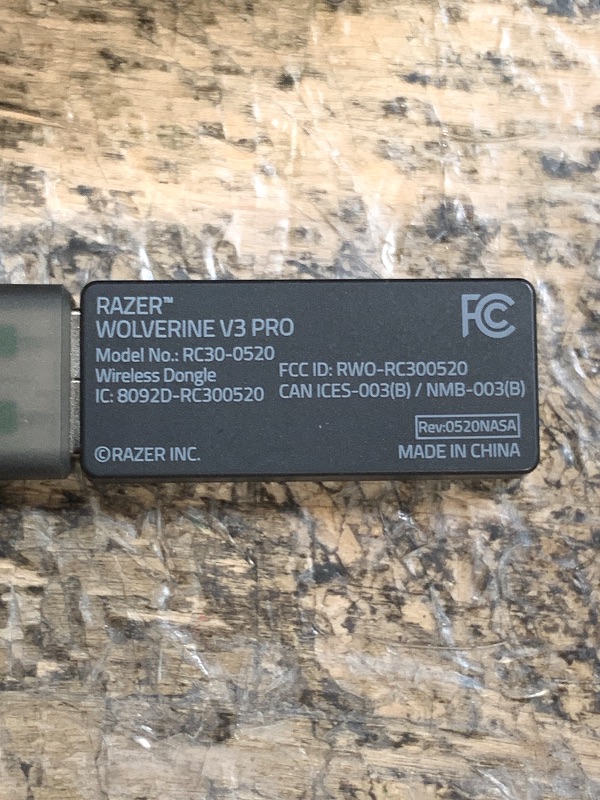 RAZER™
WOLVERINE V3 PRO
FC
Model No.: RC30-0520
Wireless Dongle
FCC ID: RWO-RC300520
IC: 8092D-RC300520
CAN ICES-003(B) / NMB-003(B)
Rev:0520NASA
©RAZER INC.
MADE IN CHINA